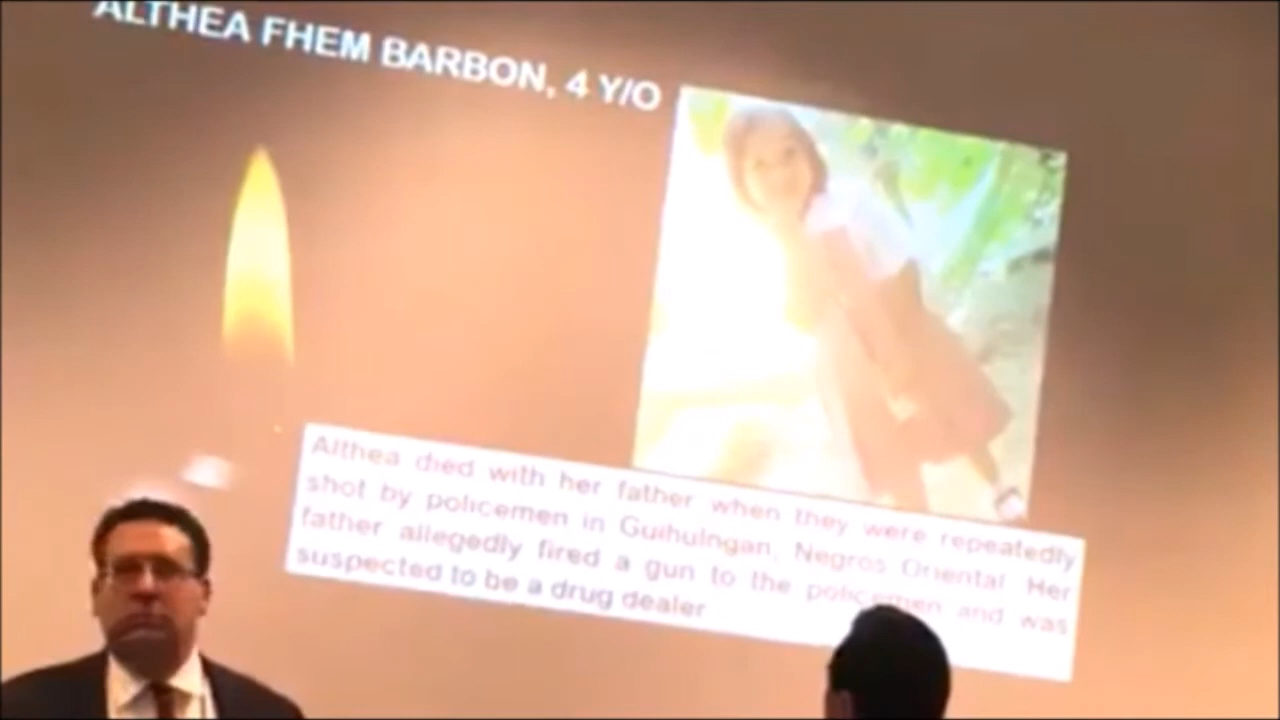 ALTHEA FHEM BARBON, 4 Y/O
Althea died with her father when they were repeatedly
shot by policemen in Guihulngan, Negros Oriental. Her
father allegedly fired a gun to the policemen and was
suspected to be a drug dealer